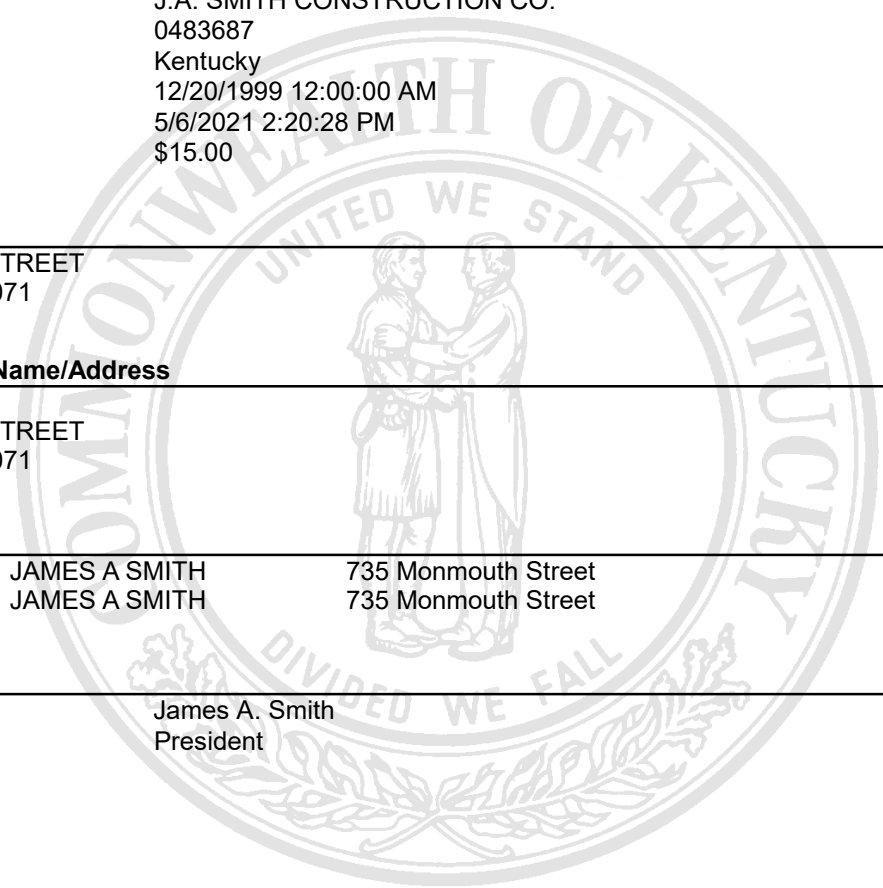 J.A. SMITH CONSTRUCTION CO.
0483687
Kentucky
12/20/1999 12:00:00 AM
5/6/2021 2:20:28 PM
$15.00
COMMONWEALTH OF KENTUCKY
UNITED WE STAND
TREET
071
Name/Address
TREET
071
JAMES A SMITH 735 Monmouth Street
JAMES A SMITH 735 Monmouth Street
DIVIDED WE FALL
James A. Smith
President